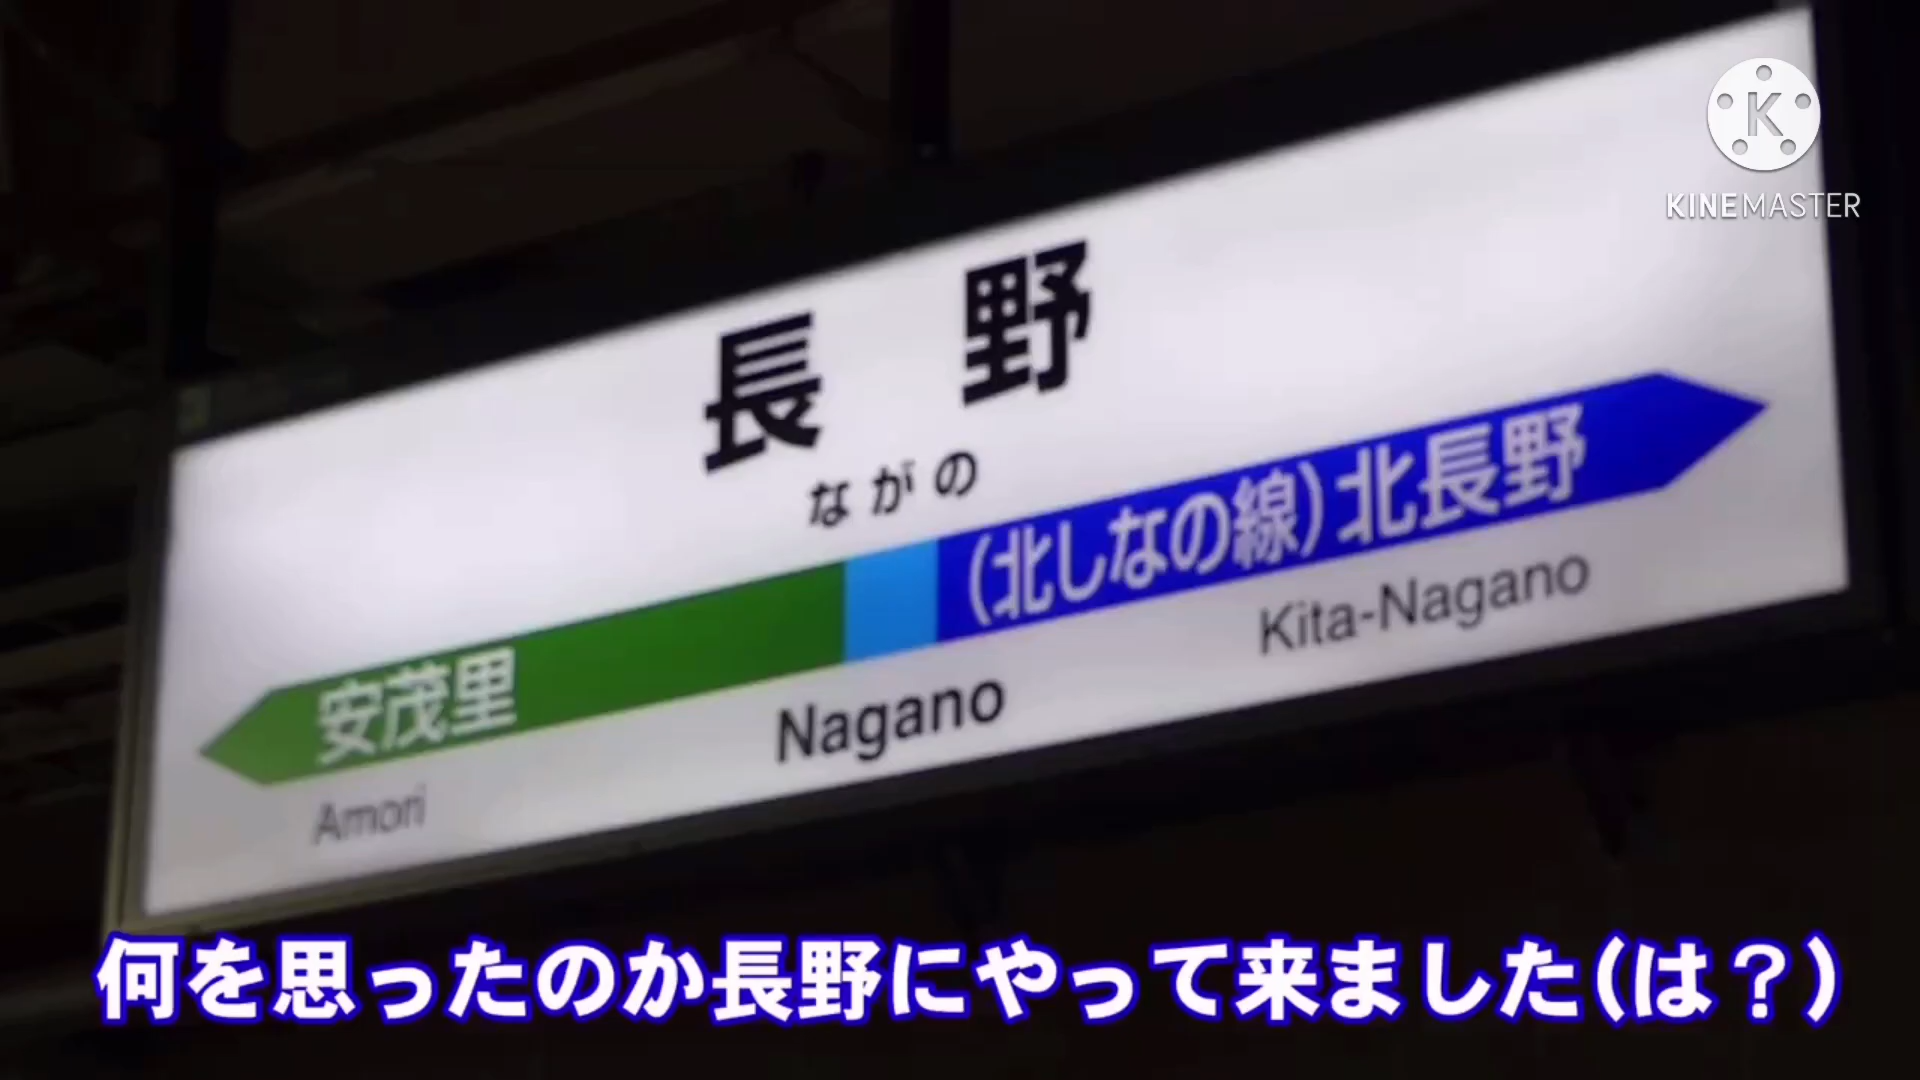 K
KINEMASTER
長野
ながの
(北しなの線)北長野
安茂里
Kita-Nagano
Nagano
Amori
何を思ったのか長野にやって来ました(は?)